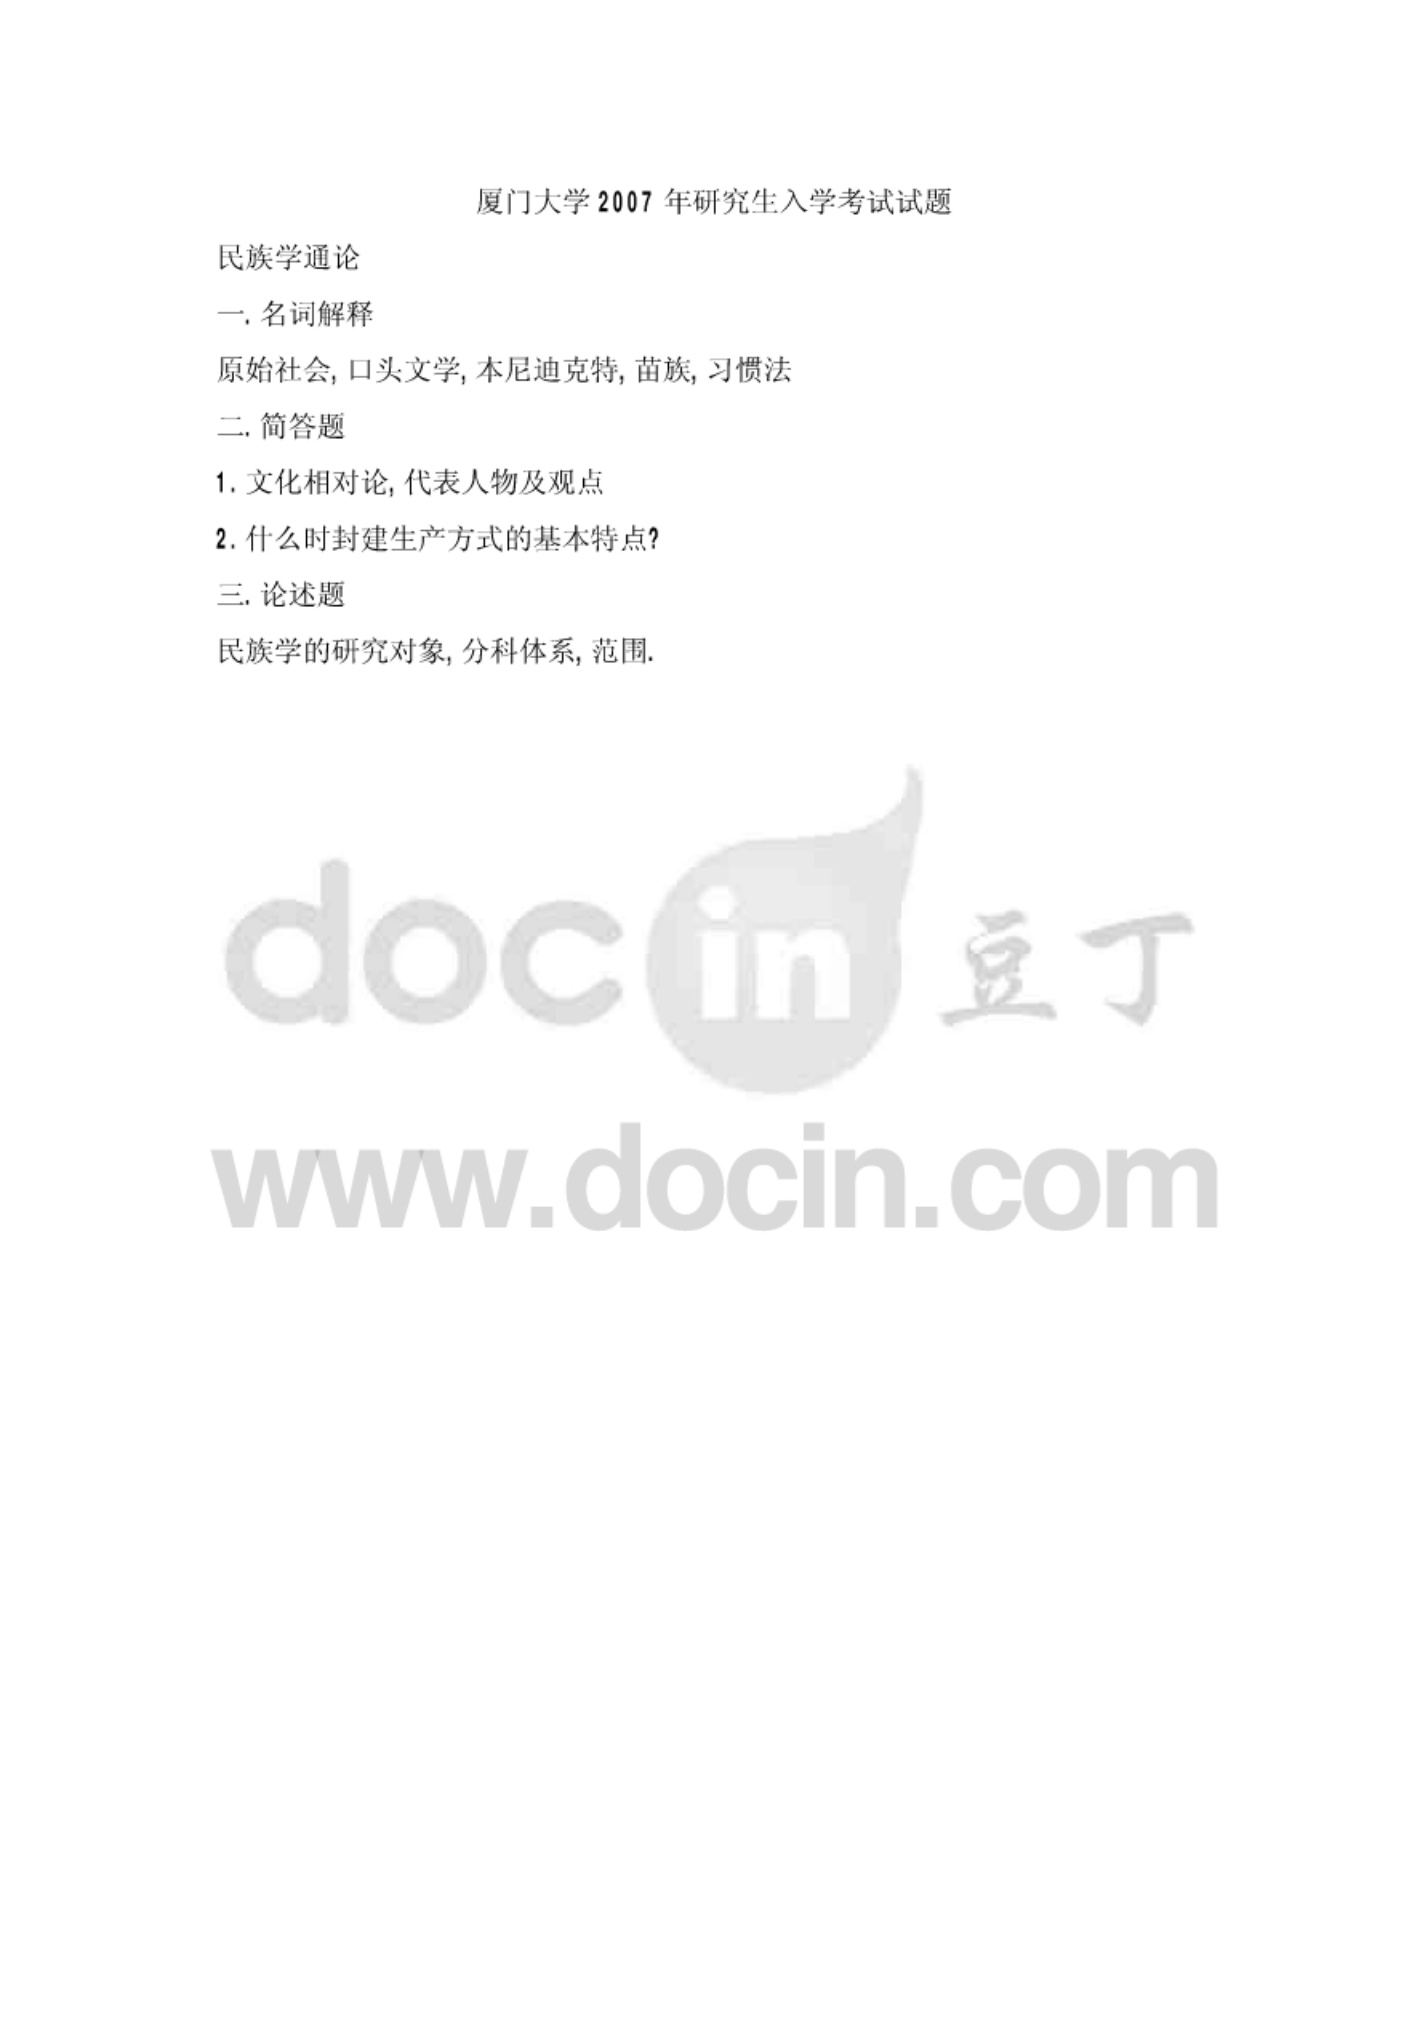 厦门大学 2007 年研究生入学考试试题
民族学通论
一. 名词解释
原始社会, 口头文学, 本尼迪克特, 苗族, 习惯法
二. 简答题
1. 文化相对论, 代表人物及观点
2. 什么时封建生产方式的基本特点?
三. 论述题
民族学的研究对象, 分科体系, 范围.
docin 豆丁
www.docin.com